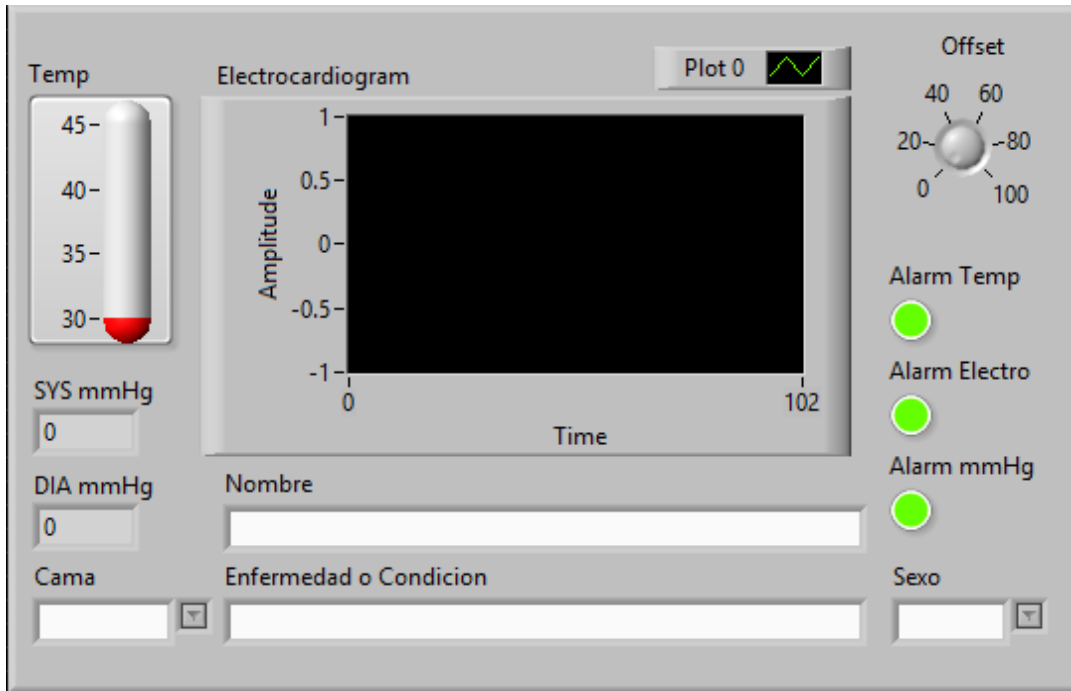 Temp
45
40
35
30
SYS mmHg
0
DIA mmHg
0
Cama
Electrocardiogram
Plot 0
Amplitude
1
0.5
0
-0.5
-1
0
102
Time
Nombre
Enfermedad o Condicion
Offset
40 60
20 80
0 100
Alarm Temp
Alarm Electro
Alarm mmHg
Sexo